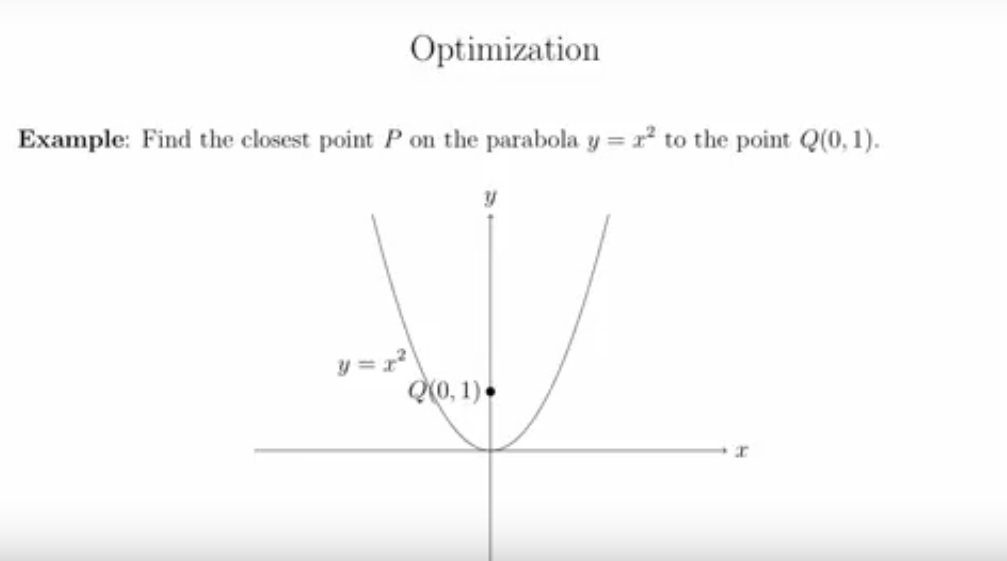 Optimization
Example: Find the closest point P on the parabola y = x² to the point Q(0, 1).
y
y = x²
Q(0, 1)
x